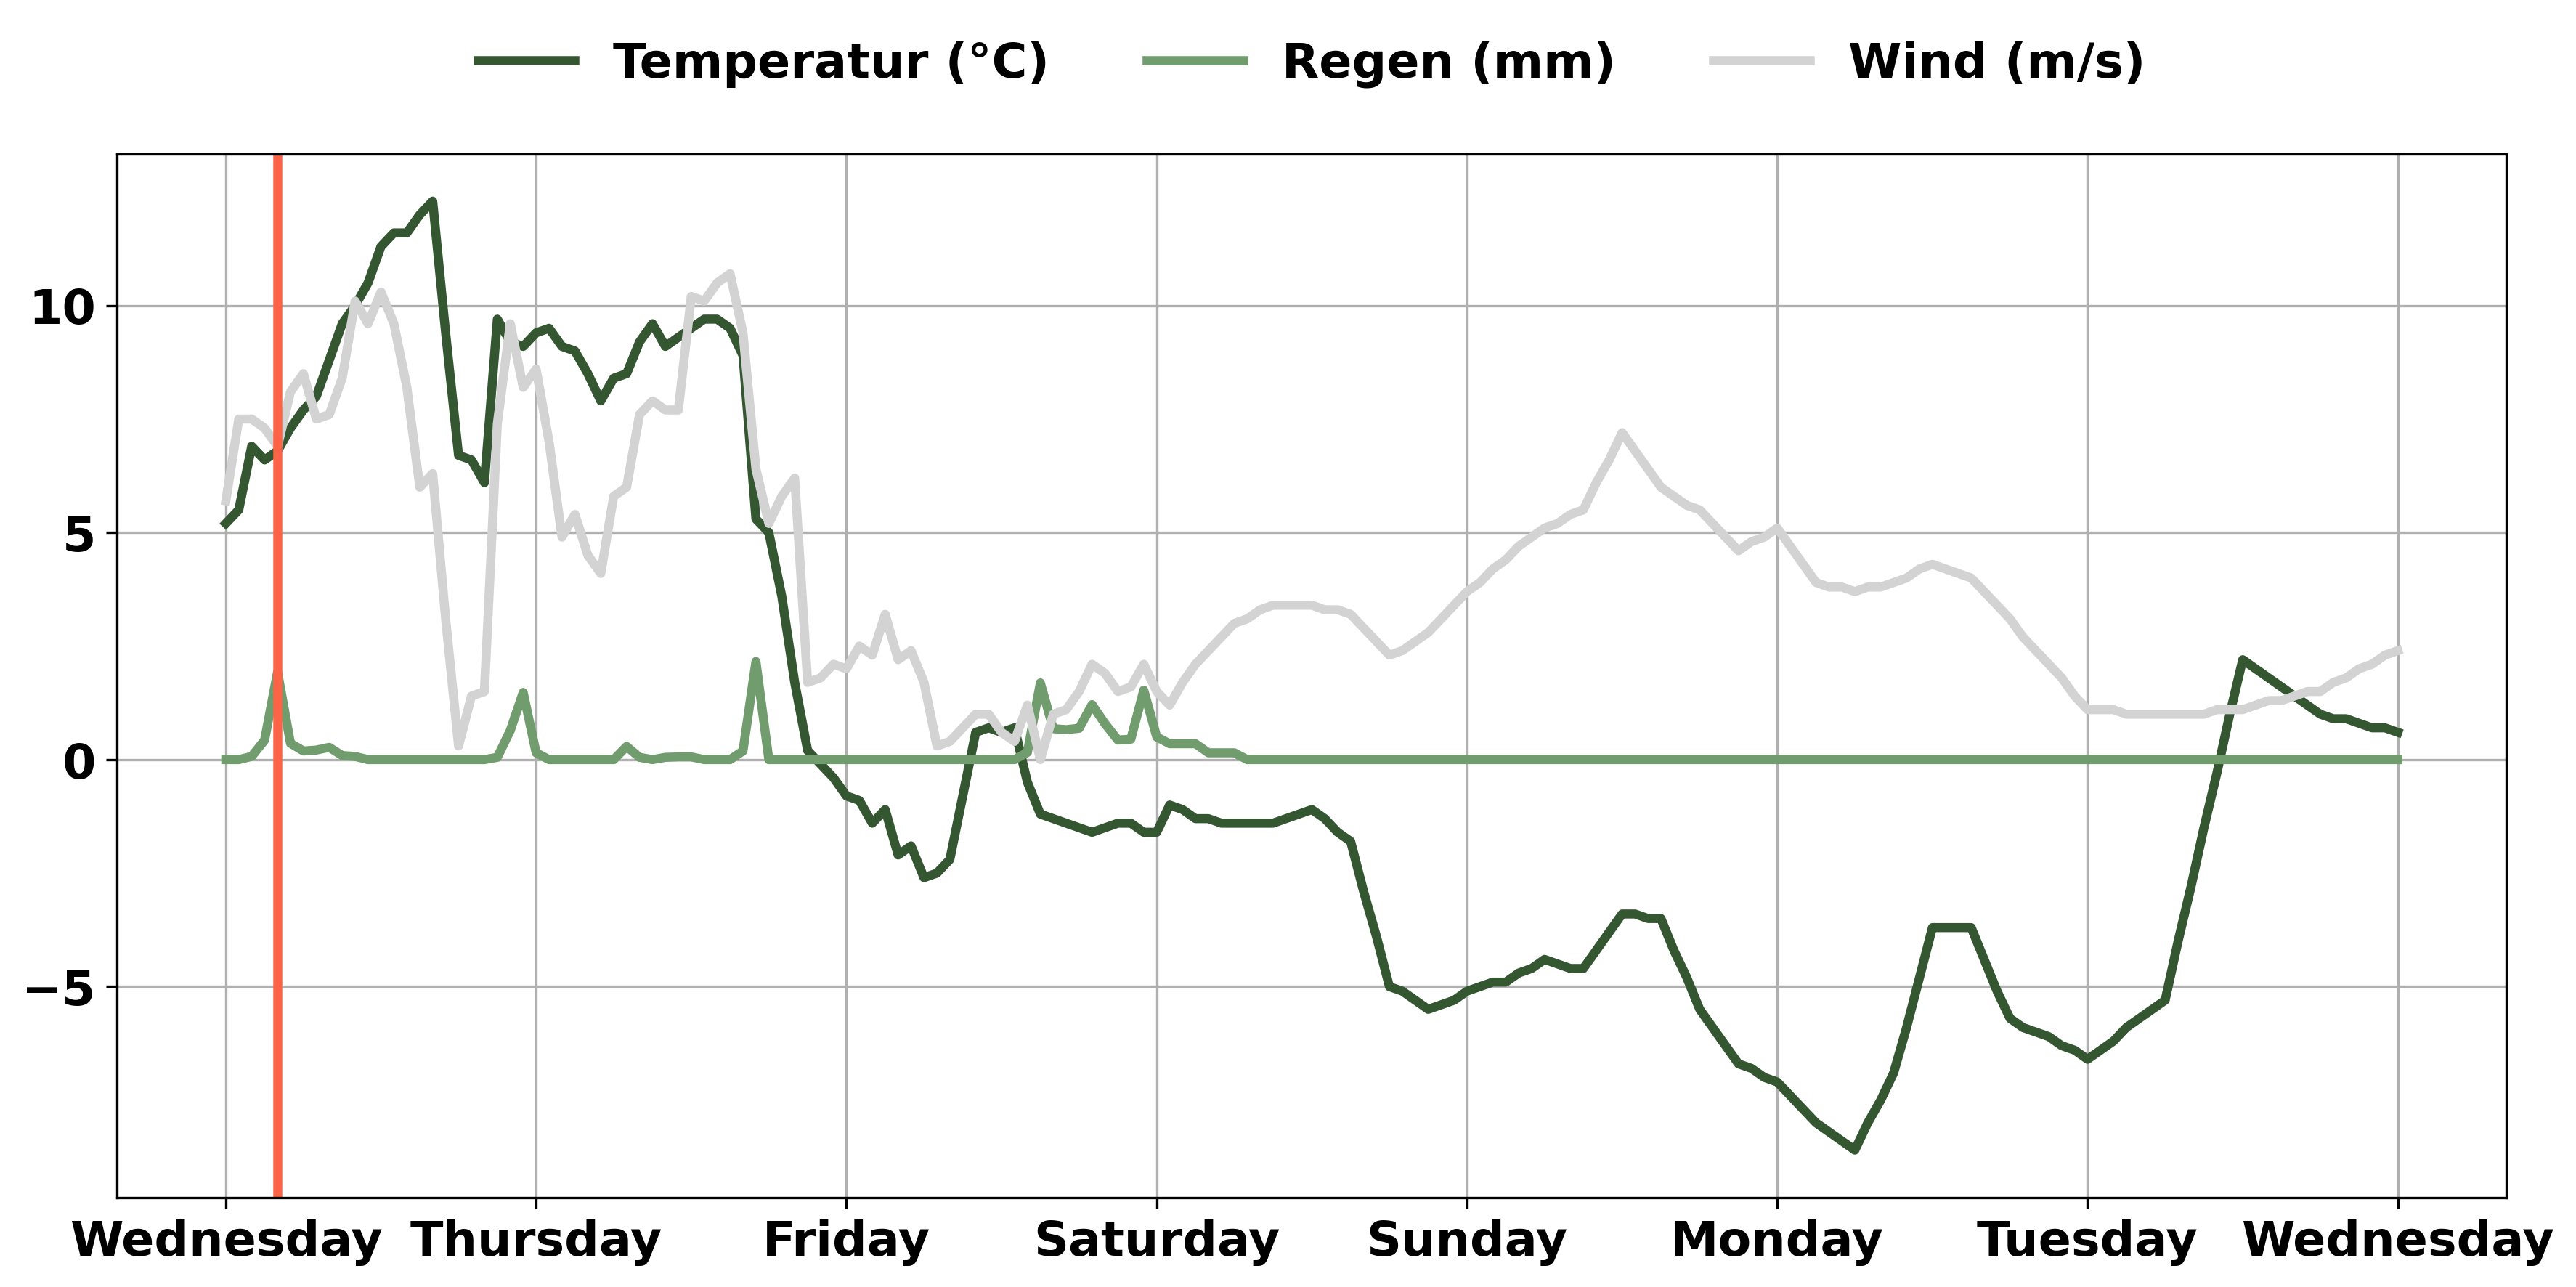 Temperatur (°C) Regen (mm) Wind (m/s)
10
5
0
−5
Wednesday Thursday Friday Saturday Sunday Monday Tuesday Wednesday